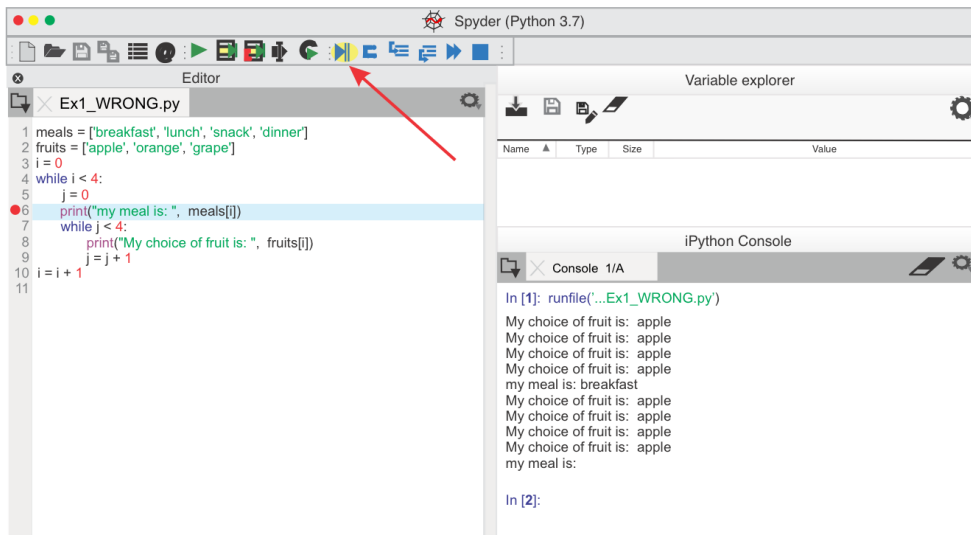 Spyder (Python 3.7)
Editor
Ex1_WRONG.py
1 meals = ['breakfast', 'lunch', 'snack', 'dinner']
2 fruits = ['apple', 'orange', 'grape']
3 i = 0
4 while i < 4:
5 j = 0
6 print("my meal is: ", meals[i])
7 while j < 4:
8 print("My choice of fruit is: ", fruits[i])
9 j = j + 1
10 i = i + 1
11
Variable explorer
Name Type Size Value
iPython Console
Console 1/A
In [1]: runfile('...Ex1_WRONG.py')
My choice of fruit is: apple
My choice of fruit is: apple
My choice of fruit is: apple
My choice of fruit is: apple
my meal is: breakfast
My choice of fruit is: apple
My choice of fruit is: apple
My choice of fruit is: apple
My choice of fruit is: apple
my meal is:
In [2]: